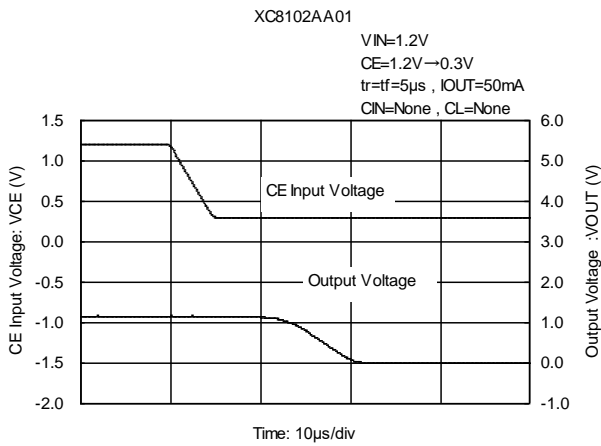 XC8102AA01
VIN=1.2V
CE=1.2V→0.3V
tr=tf=5μs , IOUT=50mA
CIN=None , CL=None
1.5
1.0
0.5
0.0
-0.5
-1.0
-1.5
-2.0
CE Input Voltage: VCE (V)
CE Input Voltage
Output Voltage
6.0
5.0
4.0
3.0
2.0
1.0
0.0
-1.0
Output Voltage :VOUT (V)
Time: 10μs/div